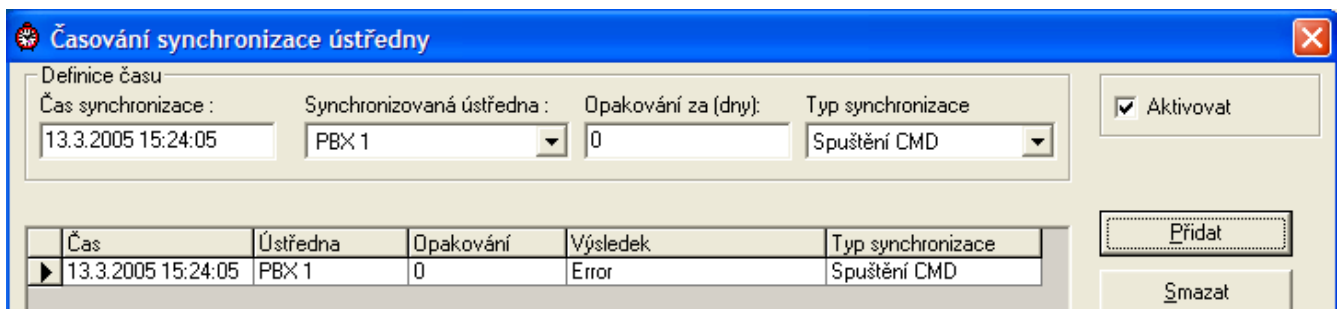 Časování synchronizace ústředny
Definice času
Čas synchronizace : Synchronizovaná ústředna : Opakování za (dny): Typ synchronizace
13.3.2005 15:24:05 PBX 1 0 Spuštění CMD
Aktivovat
Čas Ústředna Opakování Výsledek Typ synchronizace
13.3.2005 15:24:05 PBX 1 0 Error Spuštění CMD
Přidat
Smazat